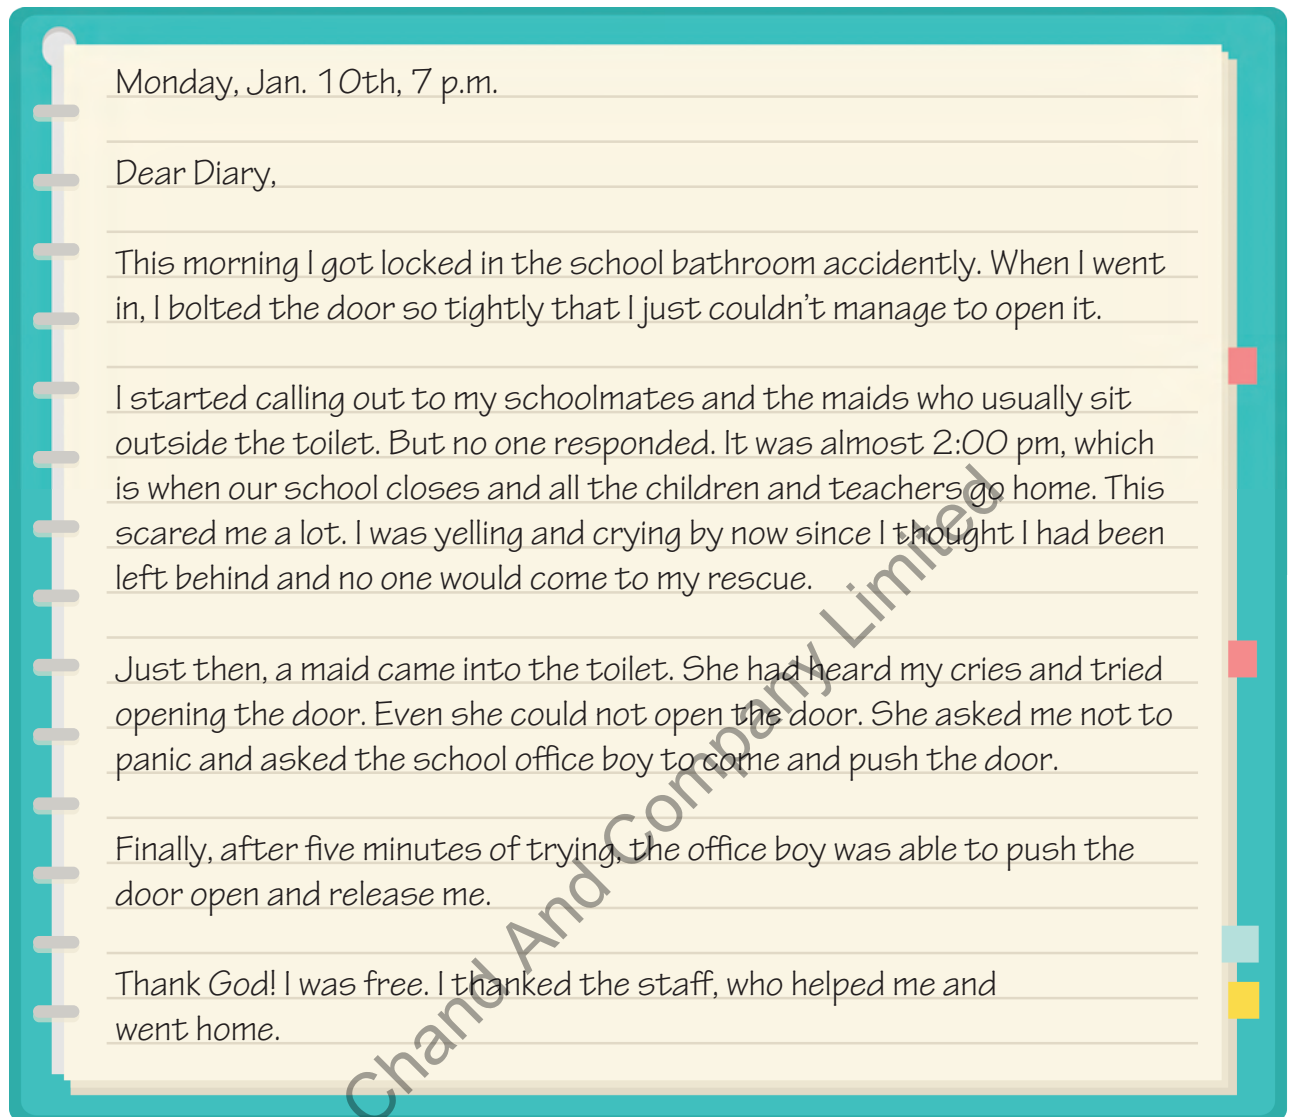 Monday, Jan. 10th, 7 p.m.
Dear Diary,
This morning I got locked in the school bathroom accidently. When I went
in, I bolted the door so tightly that I just couldn't manage to open it.
I started calling out to my schoolmates and the maids who usually sit
outside the toilet. But no one responded. It was almost 2:00 pm, which
is when our school closes and all the children and teachers go home. This
scared me a lot. I was yelling and crying by now since I thought I had been
left behind and no one would come to my rescue.
Just then, a maid came into the toilet. She had heard my cries and tried
opening the door. Even she could not open the door. She asked me not to
panic and asked the school office boy to come and push the door.
Finally, after five minutes of trying, the office boy was able to push the
door open and release me.
Thank God! I was free. I thanked the staff, who helped me and
went home.
Chand And Company Limited